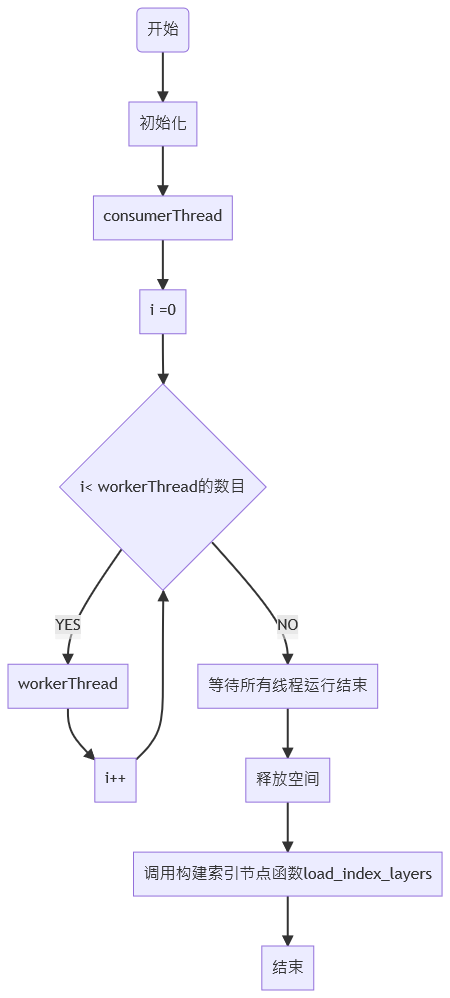 开始
初始化
consumerThread
i =0
i< workerThread的数目
YES
NO
workerThread
等待所有线程运行结束
i++
释放空间
调用构建索引节点函数load_index_layers
结束